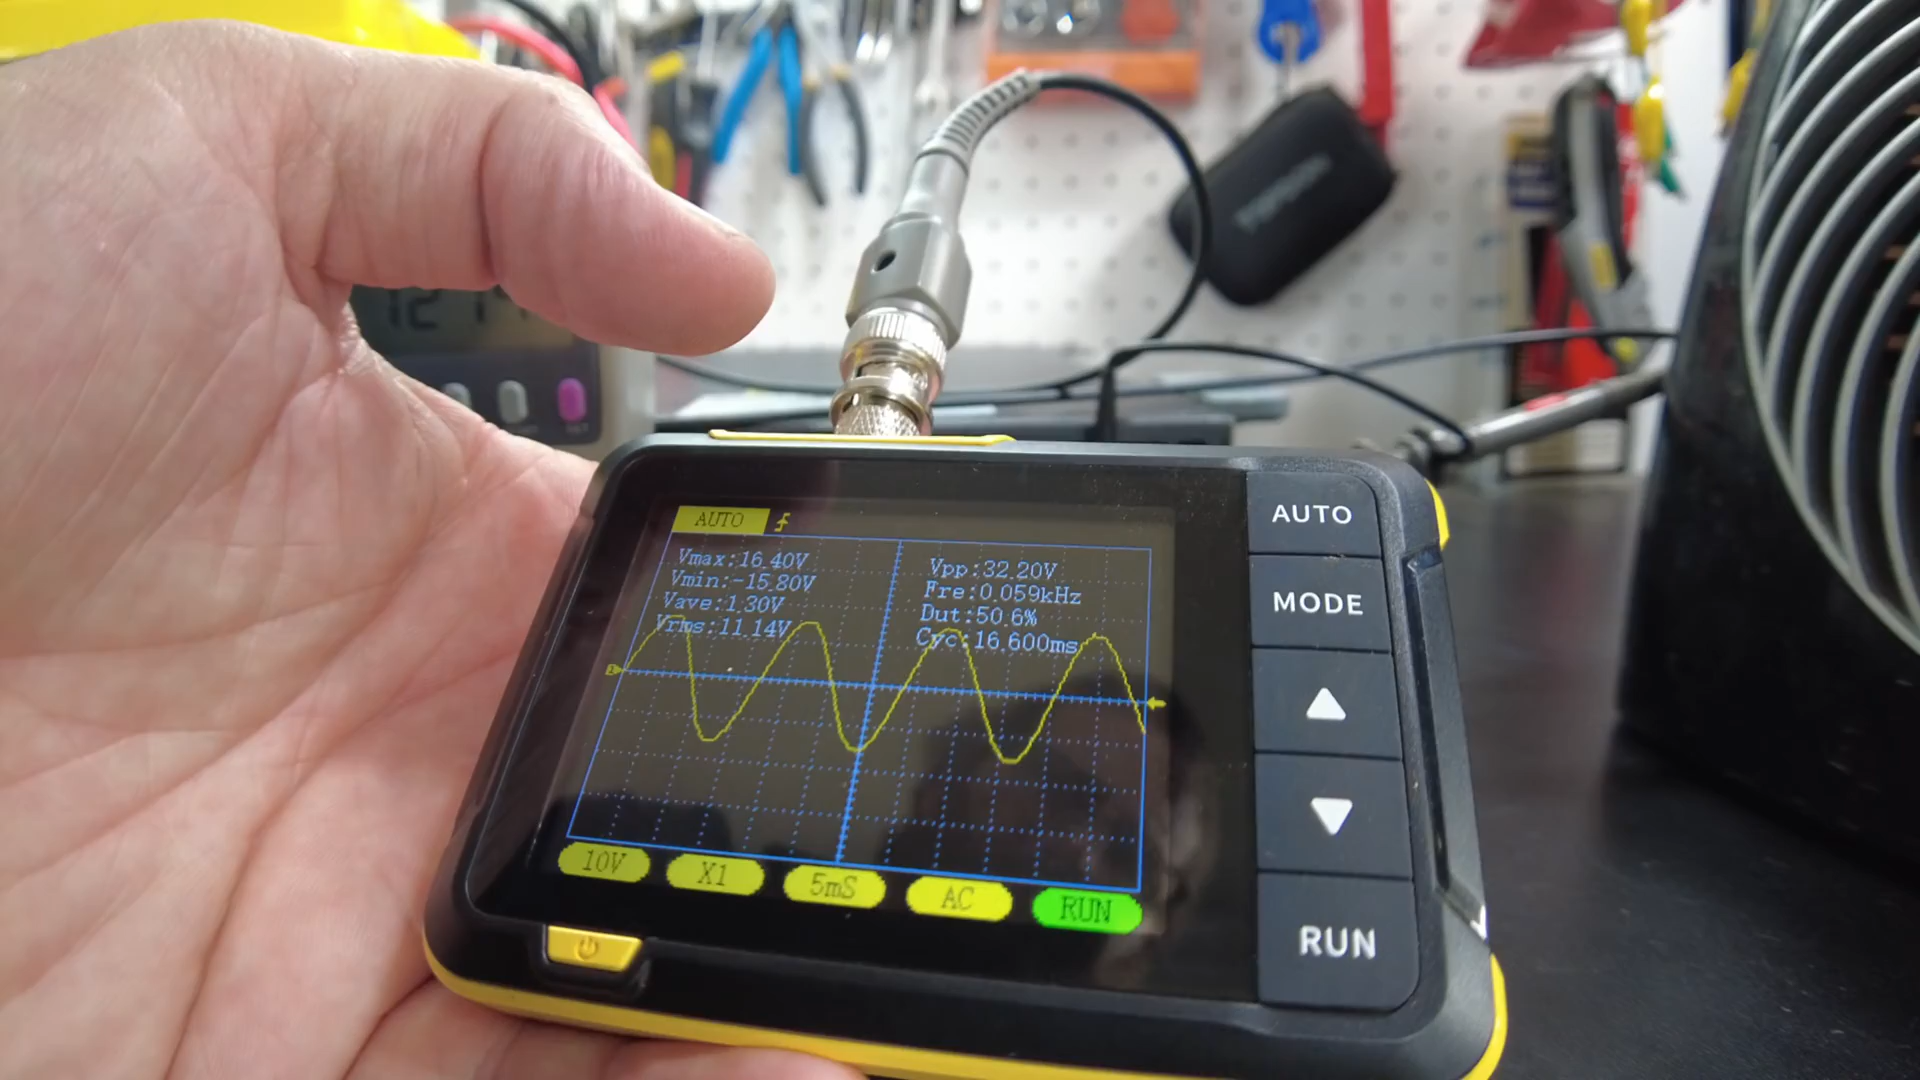 AUTO
Vmax:16.40V
Vmin:-15.80V
Vave:1.30V
Vrms:11.14V
Vpp:32.20V
Fre:0.059kHz
Dut:50.6%
Cyc:16.600ms
10V
X1
5mS
AC
RUN
AUTO
MODE
RUN